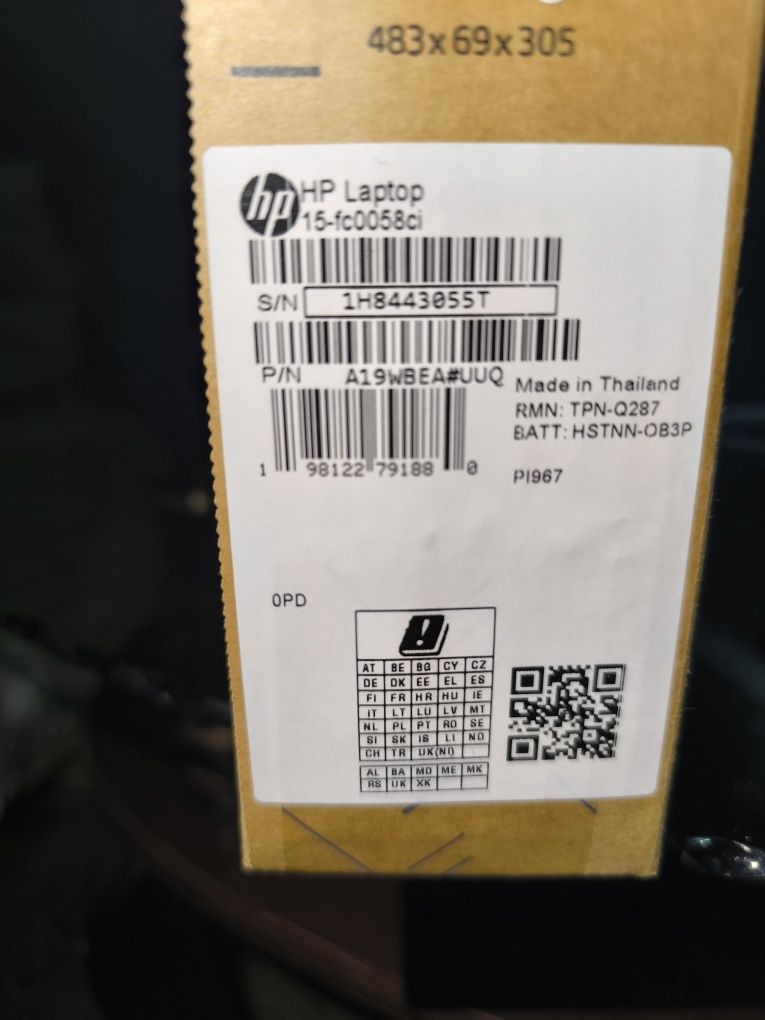 483x69x305
hp
HP Laptop
15-fc0058ci
S/N 1H8443055T
P/N A19WBEA#UUQ
Made in Thailand
RMN: TPN-Q287
BATT: HSTNN-OB3P
1 98122 79188 0
PI967
0PD
AT BE BG CY CZ
DE DK EE EL ES
FI FR HR HU IE
IT LT LU LV MT
NL PL PT RO SE
SI SK IS LI NO
CH TR UK(NI)
AL BA MD ME MK
RS UK XK